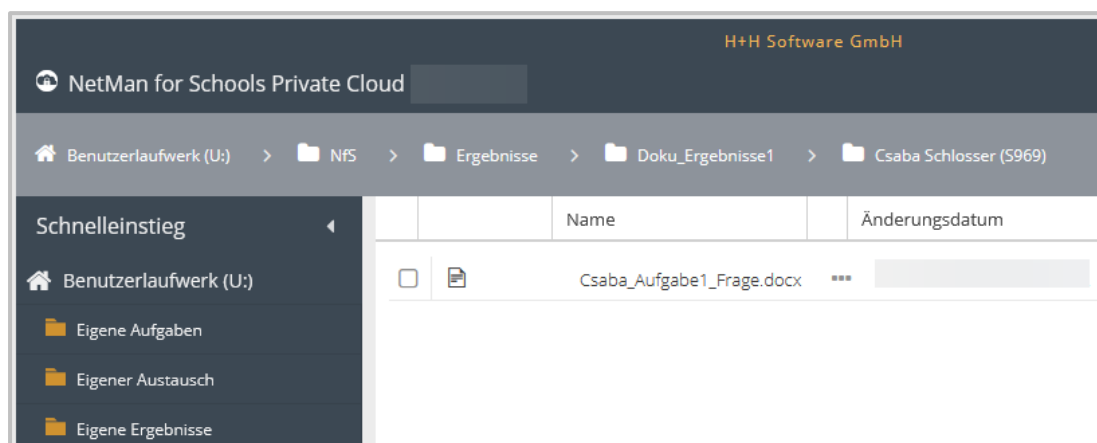 H+H Software GmbH
NetMan for Schools Private Cloud
Benutzerlaufwerk (U:) > NfS > Ergebnisse > Doku_Ergebnisse1 > Csaba Schlosser (S969)
Schnelleinstieg
Name Änderungsdatum
Benutzerlaufwerk (U:)
Csaba_Aufgabe1_Frage.docx
Eigene Aufgaben
Eigener Austausch
Eigene Ergebnisse